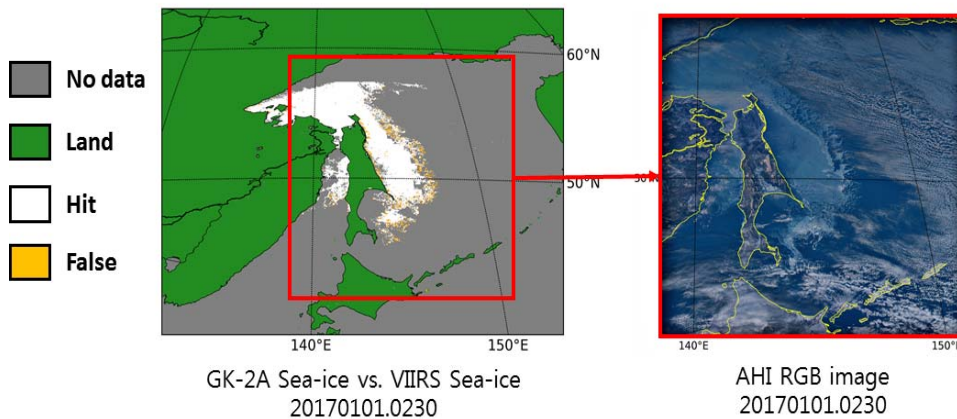 No data
Land
Hit
False
60°N
50°N
140°E
150°E
GK-2A Sea-ice vs. VIIRS Sea-ice
20170101.0230
140°E
AHI RGB image
20170101.0230